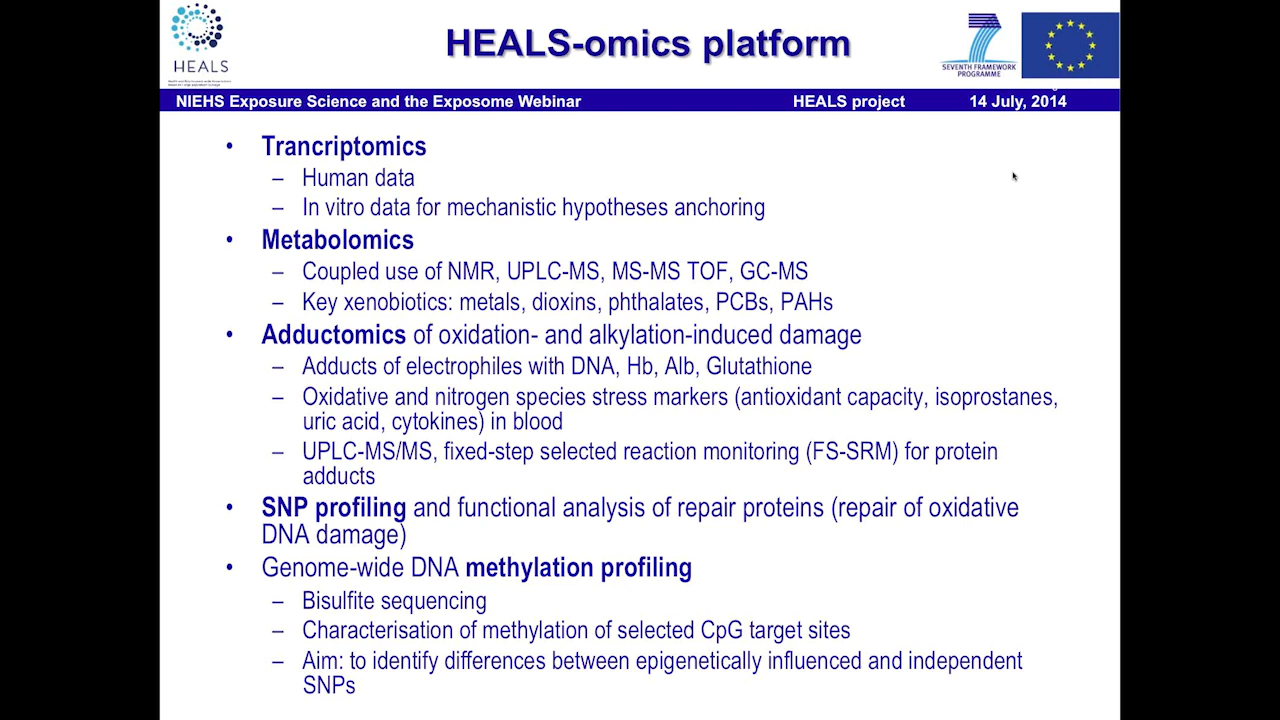 HEALS
HEALS-omics platform
SEVENTH FRAMEWORK
PROGRAMME
NIEHS Exposure Science and the Exposome Webinar HEALS project 14 July, 2014
• Trancriptomics
– Human data
– In vitro data for mechanistic hypotheses anchoring
• Metabolomics
– Coupled use of NMR, UPLC-MS, MS-MS TOF, GC-MS
– Key xenobiotics: metals, dioxins, phthalates, PCBs, PAHs
• Adductomics of oxidation- and alkylation-induced damage
– Adducts of electrophiles with DNA, Hb, Alb, Glutathione
– Oxidative and nitrogen species stress markers (antioxidant capacity, isoprostanes,
uric acid, cytokines) in blood
– UPLC-MS/MS, fixed-step selected reaction monitoring (FS-SRM) for protein
adducts
• SNP profiling and functional analysis of repair proteins (repair of oxidative
DNA damage)
• Genome-wide DNA methylation profiling
– Bisulfite sequencing
– Characterisation of methylation of selected CpG target sites
– Aim: to identify differences between epigenetically influenced and independent
SNPs